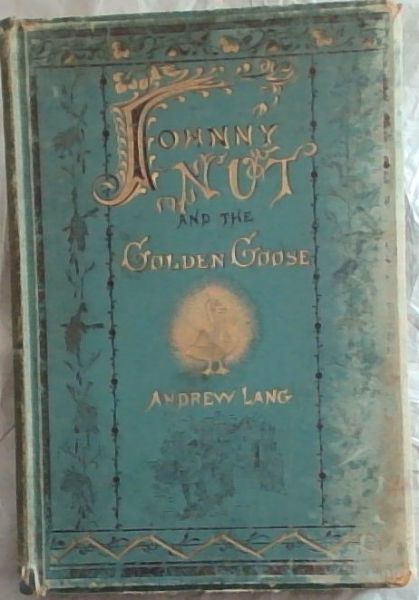 JOHNNY
NUT
AND THE
GOLDEN GOOSE
ANDREW LANG